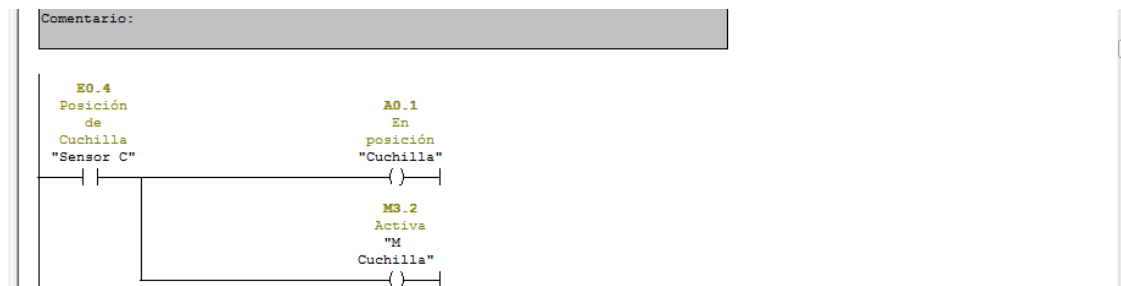 Comentario:
E0.4
Posición
de
Cuchilla
"Sensor C"
A0.1
En
posición
"Cuchilla"
M3.2
Activa
"M
Cuchilla"